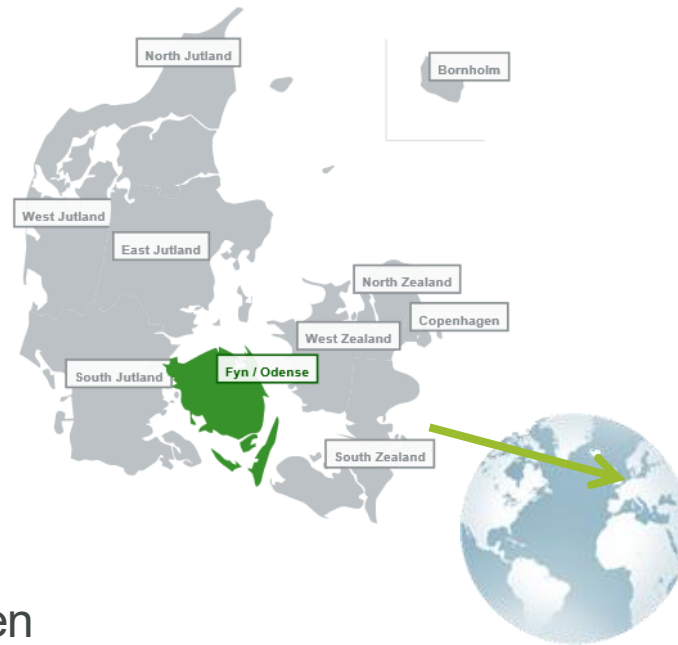 North Jutland
Bornholm
West Jutland
East Jutland
North Zealand
Copenhagen
West Zealand
Fyn / Odense
South Jutland
South Zealand
en